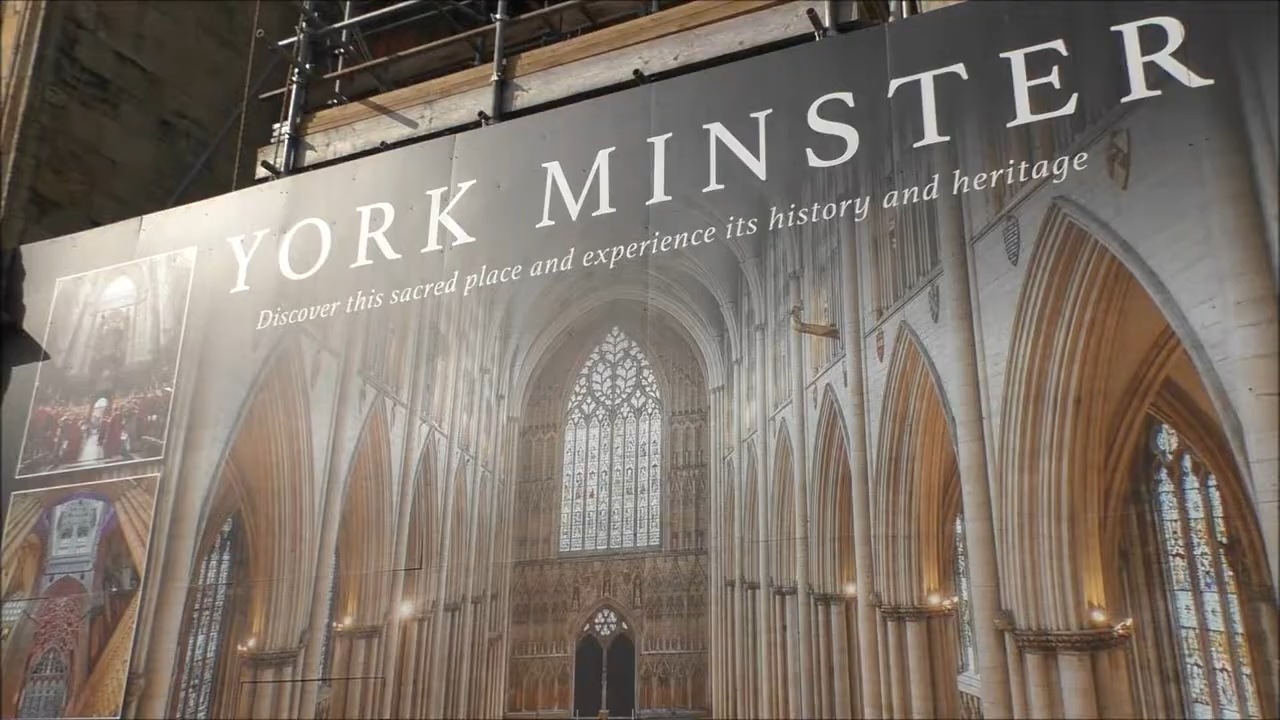 YORK MINSTER
Discover this sacred place and experience its history and heritage